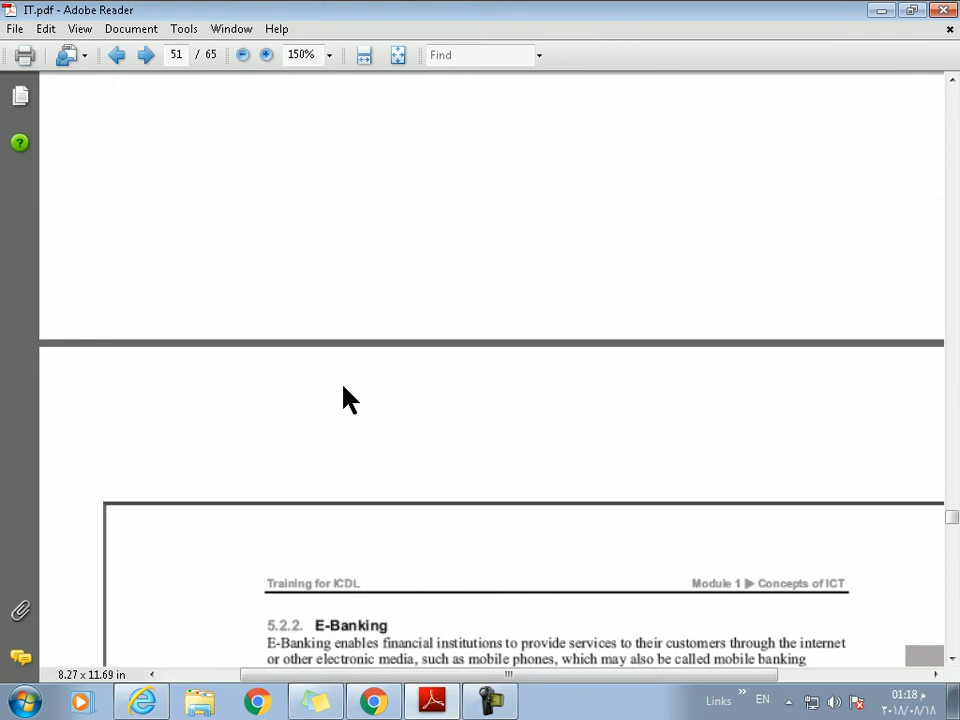 IT.pdf - Adobe Reader
File Edit View Document Tools Window Help
51 / 65 150% Find
Training for ICDL Module 1 ▶ Concepts of ICT
5.2.2. E-Banking
E-Banking enables financial institutions to provide services to their customers through the internet
or other electronic media, such as mobile phones, which may also be called mobile banking
8.27 x 11.69 in
Links EN
01:18 م
٢٠١٨/٠٨/١٨